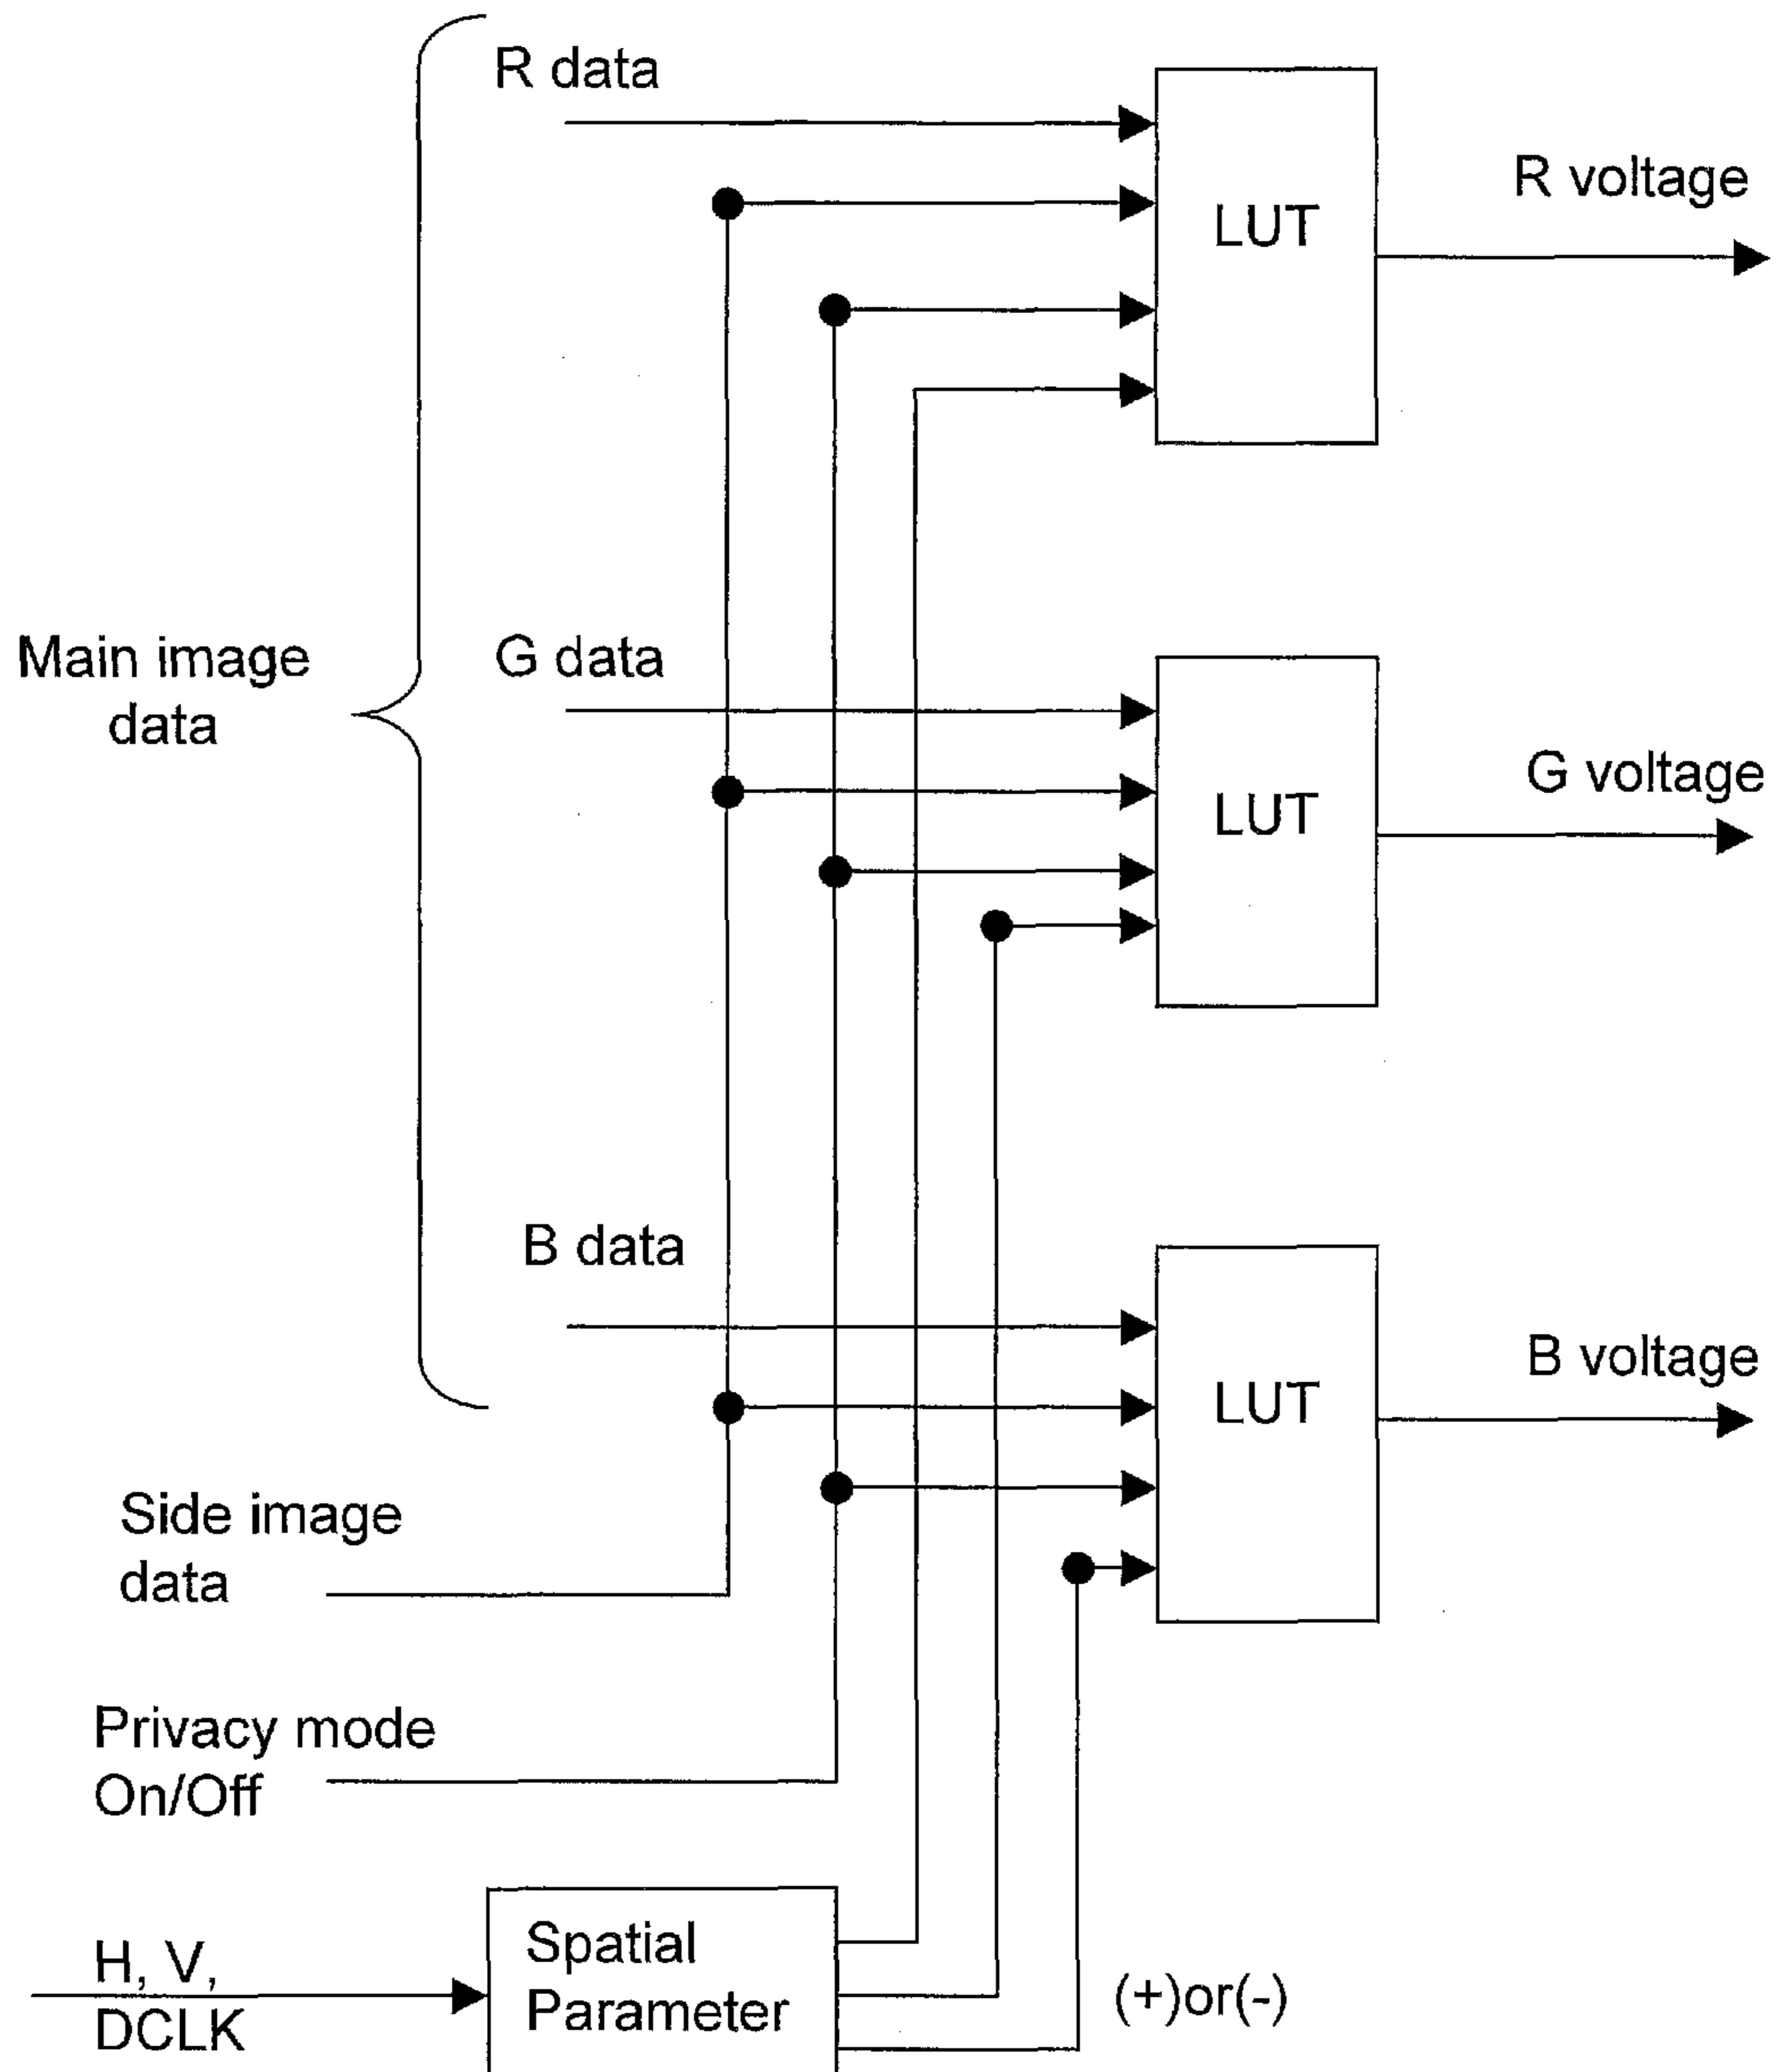 R data
LUT
R voltage
Main image
data
G data
LUT
G voltage
B data
LUT
B voltage
Side image
data
Privacy mode
On/Off
H, V,
DCLK
Spatial
Parameter
(+)or(-)